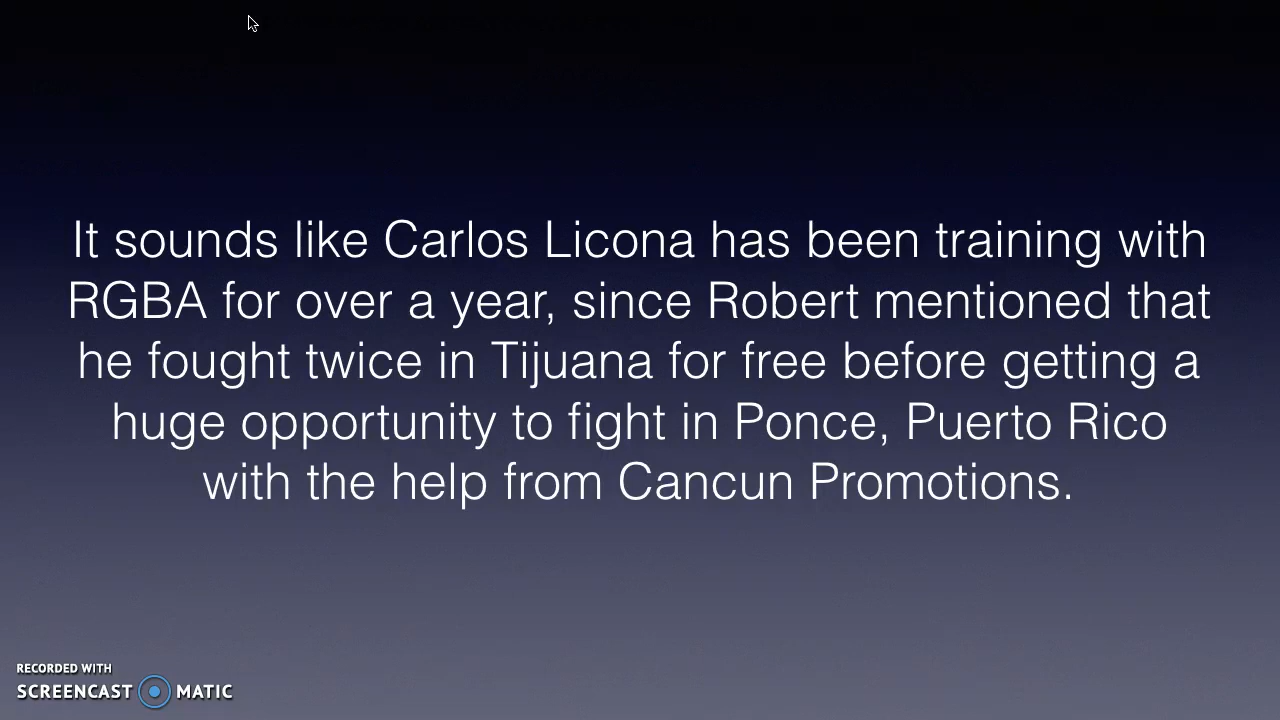 It sounds like Carlos Licona has been training with
RGBA for over a year, since Robert mentioned that
he fought twice in Tijuana for free before getting a
huge opportunity to fight in Ponce, Puerto Rico
with the help from Cancun Promotions.
RECORDED WITH
SCREENCAST MATIC